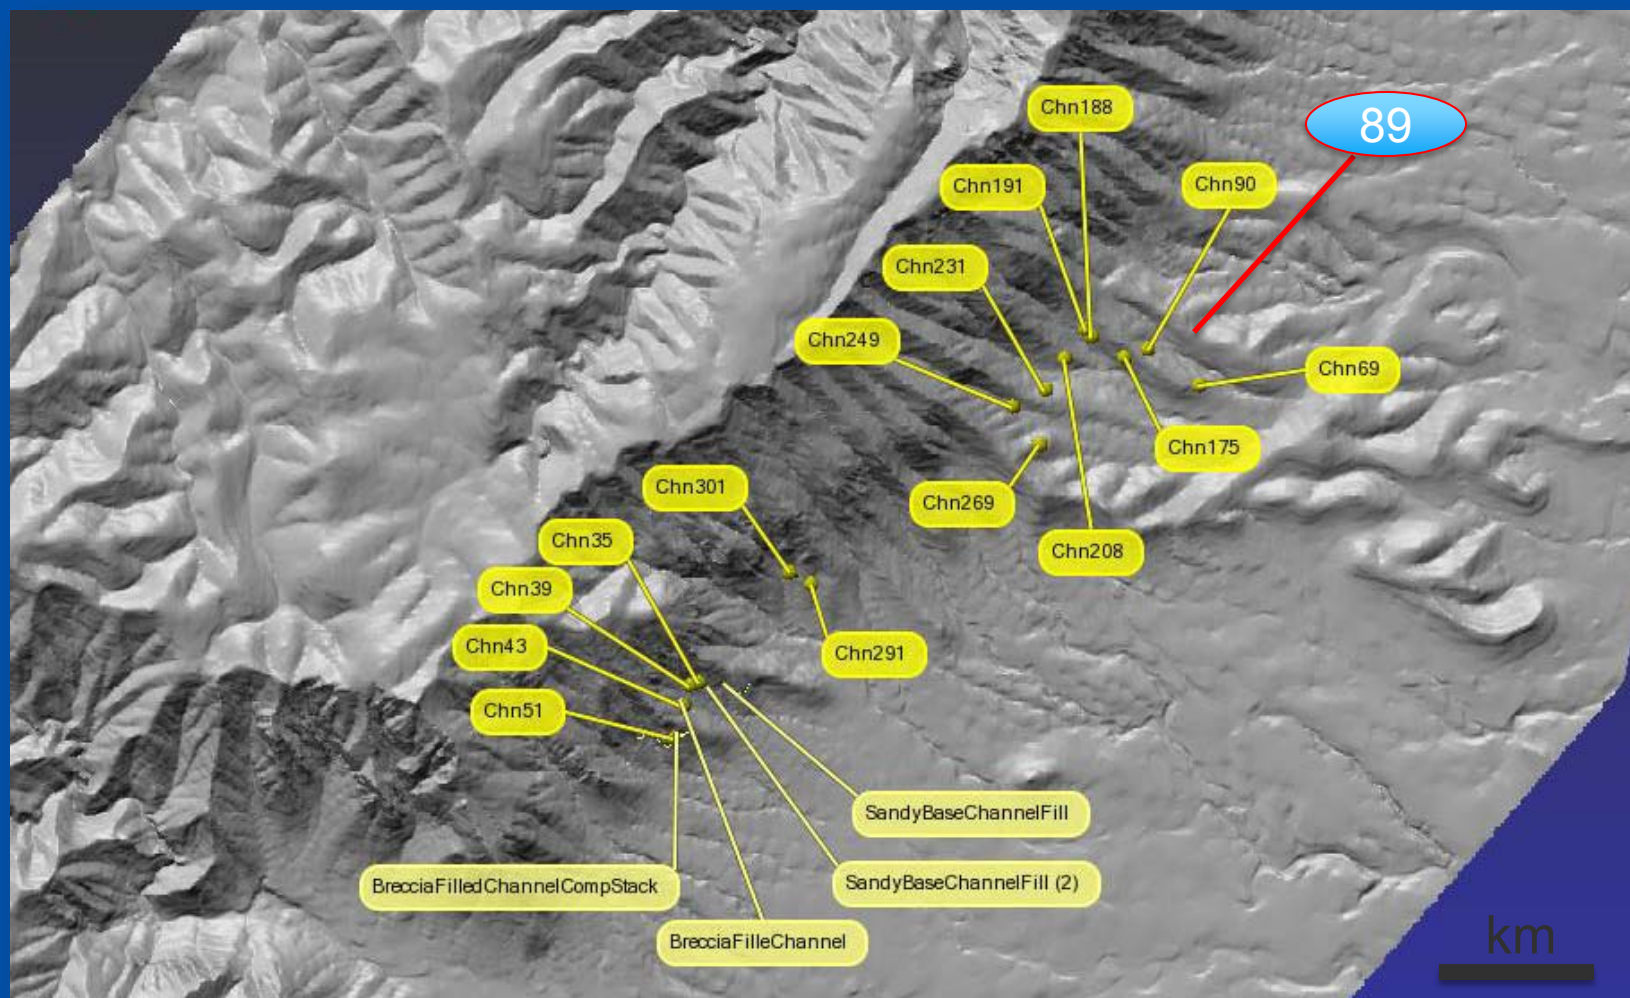 Chn188
89
Chn191
Chn90
Chn231
Chn249
Chn69
Chn175
Chn301
Chn269
Chn35
Chn208
Chn39
Chn43
Chn291
Chn51
SandyBaseChannelFill
BrecciaFilledChannelCompStack
SandyBaseChannelFill (2)
BrecciaFilleChannel
km